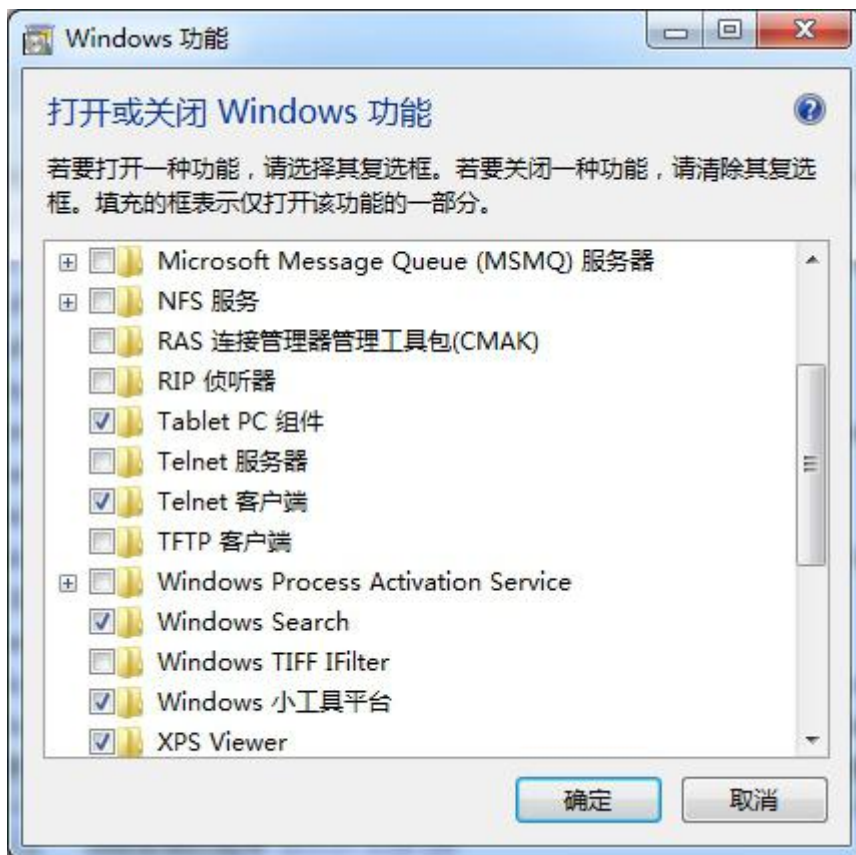 Windows 功能
打开或关闭 Windows 功能
若要打开一种功能，请选择其复选框。若要关闭一种功能，请清除其复选
框。填充的框表示仅打开该功能的一部分。
Microsoft Message Queue (MSMQ) 服务器
NFS 服务
RAS 连接管理器管理工具包(CMAK)
RIP 侦听器
Tablet PC 组件
Telnet 服务器
Telnet 客户端
TFTP 客户端
Windows Process Activation Service
Windows Search
Windows TIFF IFilter
Windows 小工具平台
XPS Viewer
确定 取消